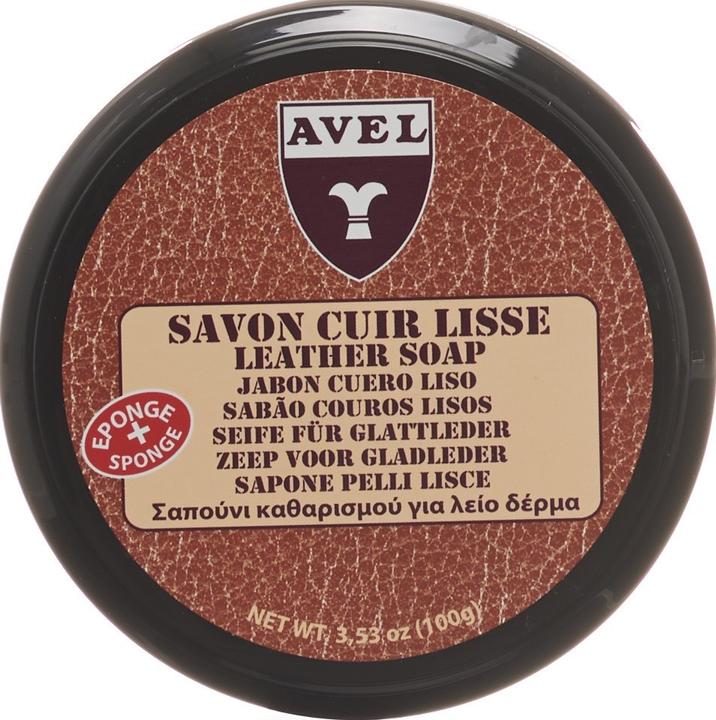 AVEL
SAVON CUIR LISSE
LEATHER SOAP
JABON CUERO LISO
SABÃO COUROS LISOS
SEIFE FÜR GLATTLEDER
ZEEP VOOR GLADLEDER
SAPONE PELLI LISCE
Σαπούνι καθαρισμού για λείο δέρμα
EPONGE
+
SPONGE
NET WT. 3,53 oz (100g)